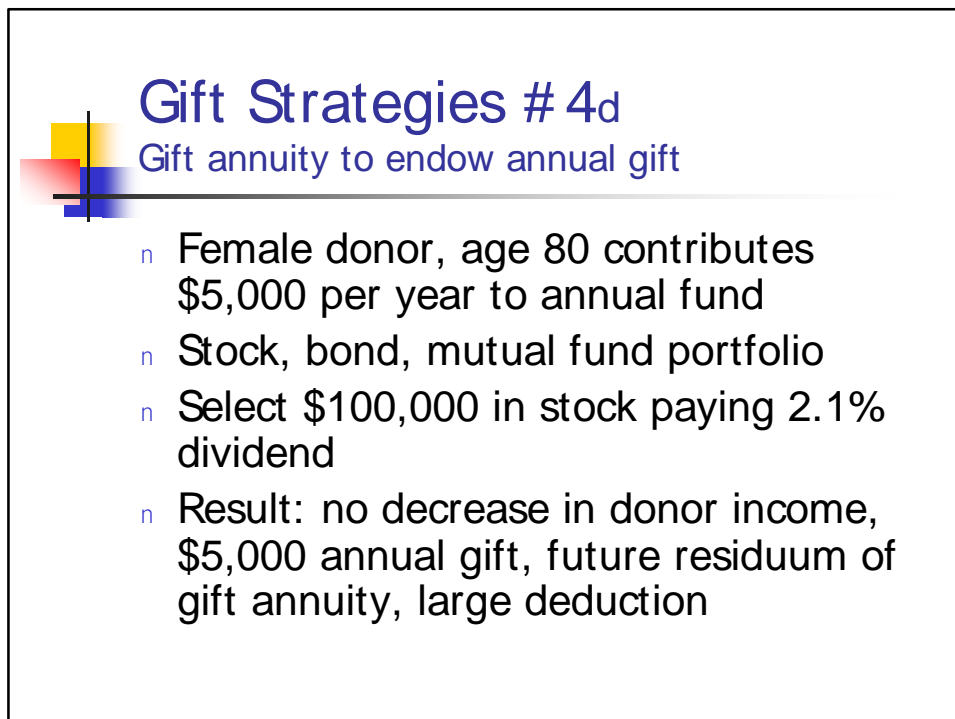 Gift Strategies #4d
Gift annuity to endow annual gift
n Female donor, age 80 contributes
$5,000 per year to annual fund
n Stock, bond, mutual fund portfolio
n Select $100,000 in stock paying 2.1%
dividend
n Result: no decrease in donor income,
$5,000 annual gift, future residuum of
gift annuity, large deduction